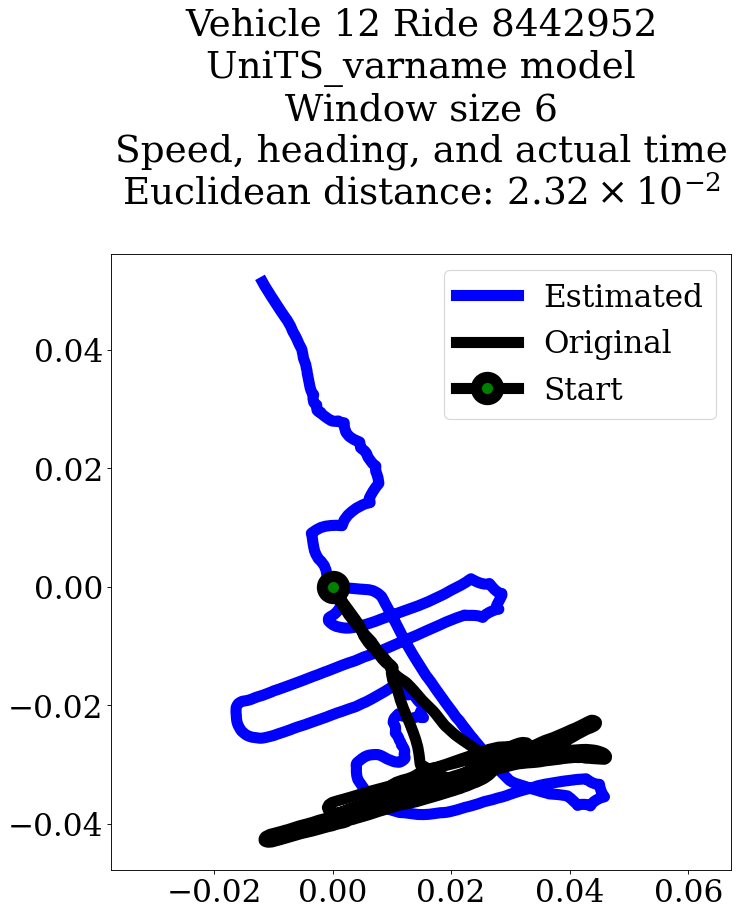 Vehicle 12 Ride 8442952
UniTS_varname model
Window size 6
Speed, heading, and actual time
Euclidean distance: 2.32 × 10⁻²
Estimated
Original
Start
0.04
0.02
0.00
−0.02
−0.04
−0.02 0.00 0.02 0.04 0.06